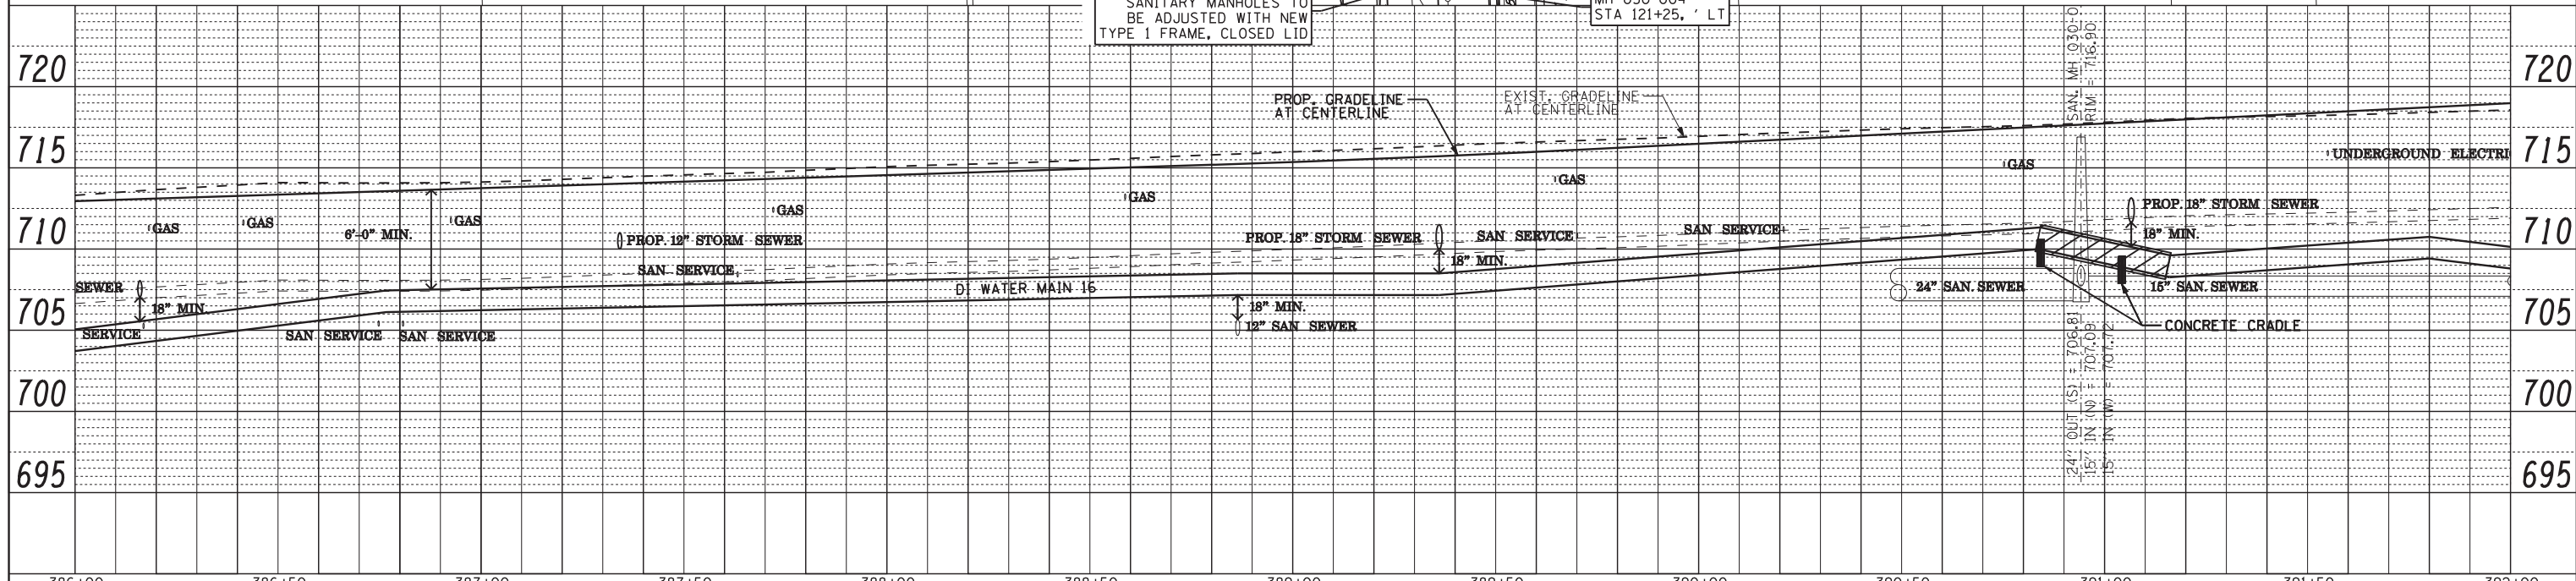 SANITARY MANHOLES TO
BE ADJUSTED WITH NEW
TYPE 1 FRAME, CLOSED LID
STA 121+25, ' LT
720
720
SAN. MH 030-0
RIM = 716.90
PROP. GRADELINE
AT CENTERLINE
EXIST. GRADELINE
AT CENTERLINE
715
715
GAS
UNDERGROUND ELECTRI
GAS
GAS
GAS
GAS
GAS
GAS
710
710
6'-0" MIN.
PROP. 12" STORM SEWER
PROP. 18" STORM SEWER
SAN SERVICE
SAN SERVICE
PROP. 18" STORM SEWER
18" MIN.
18" MIN.
SAN SERVICE
SEWER
DI WATER MAIN 16
24" SAN. SEWER
15" SAN. SEWER
705
705
18" MIN.
18" MIN.
SERVICE
SAN SERVICE
SAN SERVICE
12" SAN SEWER
CONCRETE CRADLE
24" OUT (S) = 706.81
15" IN (N) = 707.09
15" IN (W) = 707.72
700
700
695
695